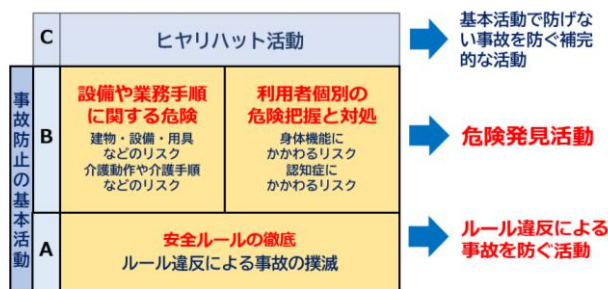 C
ヒヤリハット活動
基本活動で防げな
い事故を防ぐ補完
的な活動
事故防止の基本活動
B
設備や業務手順
に関する危険
建物・設備・用具
などのリスク
介護動作や介護手順
などのリスク
利用者個別の
危険把握と対処
身体機能に
かかわるリスク
認知症に
かかわるリスク
危険発見活動
A
安全ルールの徹底
ルール違反による事故の撲滅
ルール違反による
事故を防ぐ活動